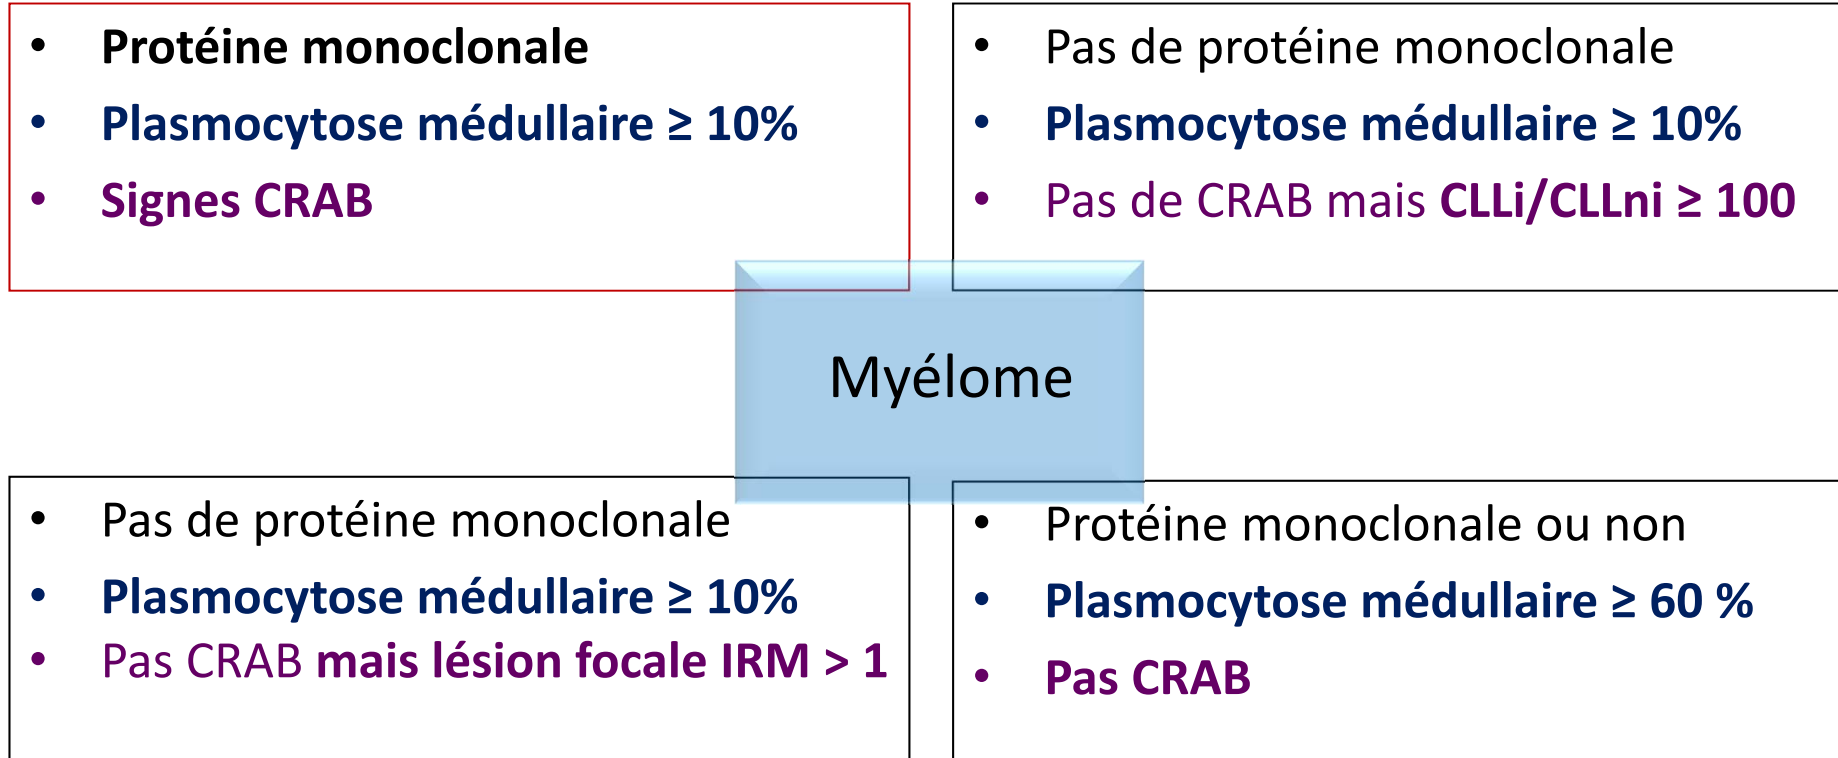 • Protéine monoclonale
• Plasmocytose médullaire ≥ 10%
• Signes CRAB
• Pas de protéine monoclonale
• Plasmocytose médullaire ≥ 10%
• Pas de CRAB mais CLLi/CLLni ≥ 100
Myélome
• Pas de protéine monoclonale
• Plasmocytose médullaire ≥ 10%
• Pas CRAB mais lésion focale IRM > 1
• Protéine monoclonale ou non
• Plasmocytose médullaire ≥ 60 %
• Pas CRAB